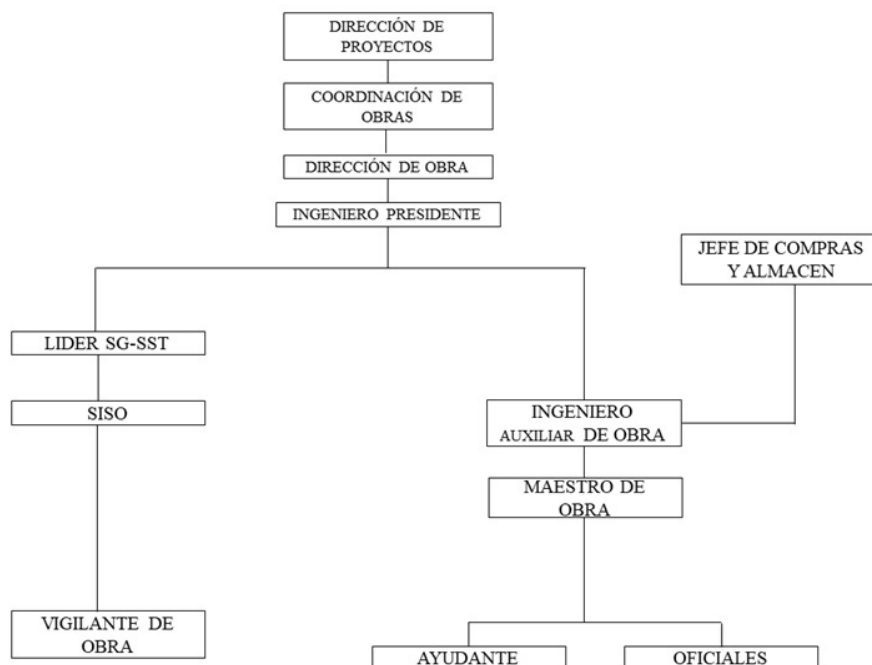 DIRECCIÓN DE
PROYECTOS
COORDINACIÓN DE
OBRAS
DIRECCIÓN DE OBRA
INGENIERO PRESIDENTE
JEFE DE COMPRAS
Y ALMACEN
LIDER SG-SST
SISO
INGENIERO
AUXILIAR DE OBRA
MAESTRO DE
OBRA
VIGILANTE DE
OBRA
AYUDANTE
OFICIALES